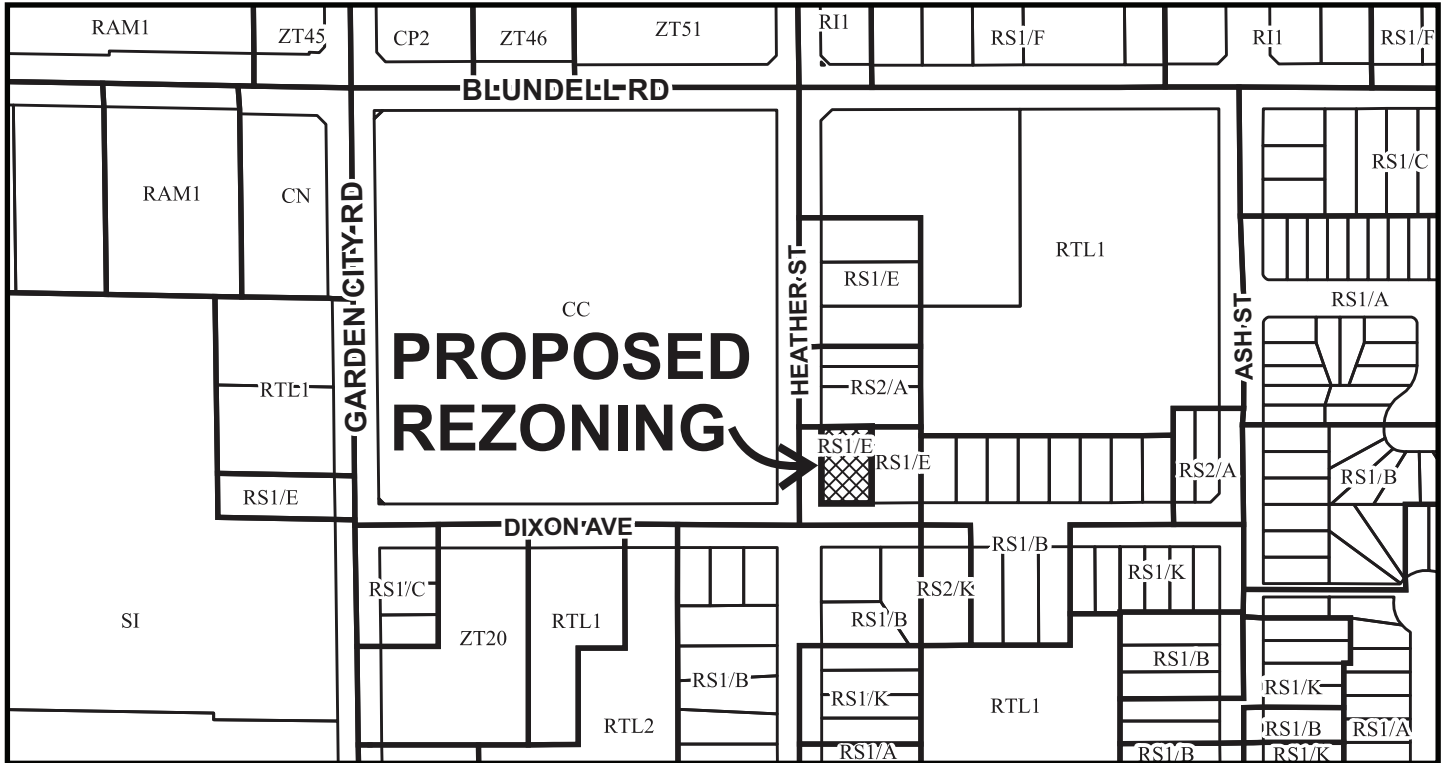 RAM1
ZT45
CP2
ZT46
ZT51
RI1
RS1/F
RI1
RS1/F
BLUNDELL RD
RAM1
CN
GARDEN CITY RD
CC
HEATHER ST
RS1/E
RTL1
ASH ST
RS1/C
RS1/A
PROPOSED
REZONING
RTL1
RS2/A
RS1/E
RS1/E
RS2/A
RS1/B
RS1/E
DIXON AVE
RS1/B
RS1/C
RS2/K
RS1/K
SI
ZT20
RTL1
RS1/B
RS1/B
RS1/B
RS1/K
RS1/K
RTL2
RTL1
RS1/B
RS1/A
RS1/A
RS1/B
RS1/K